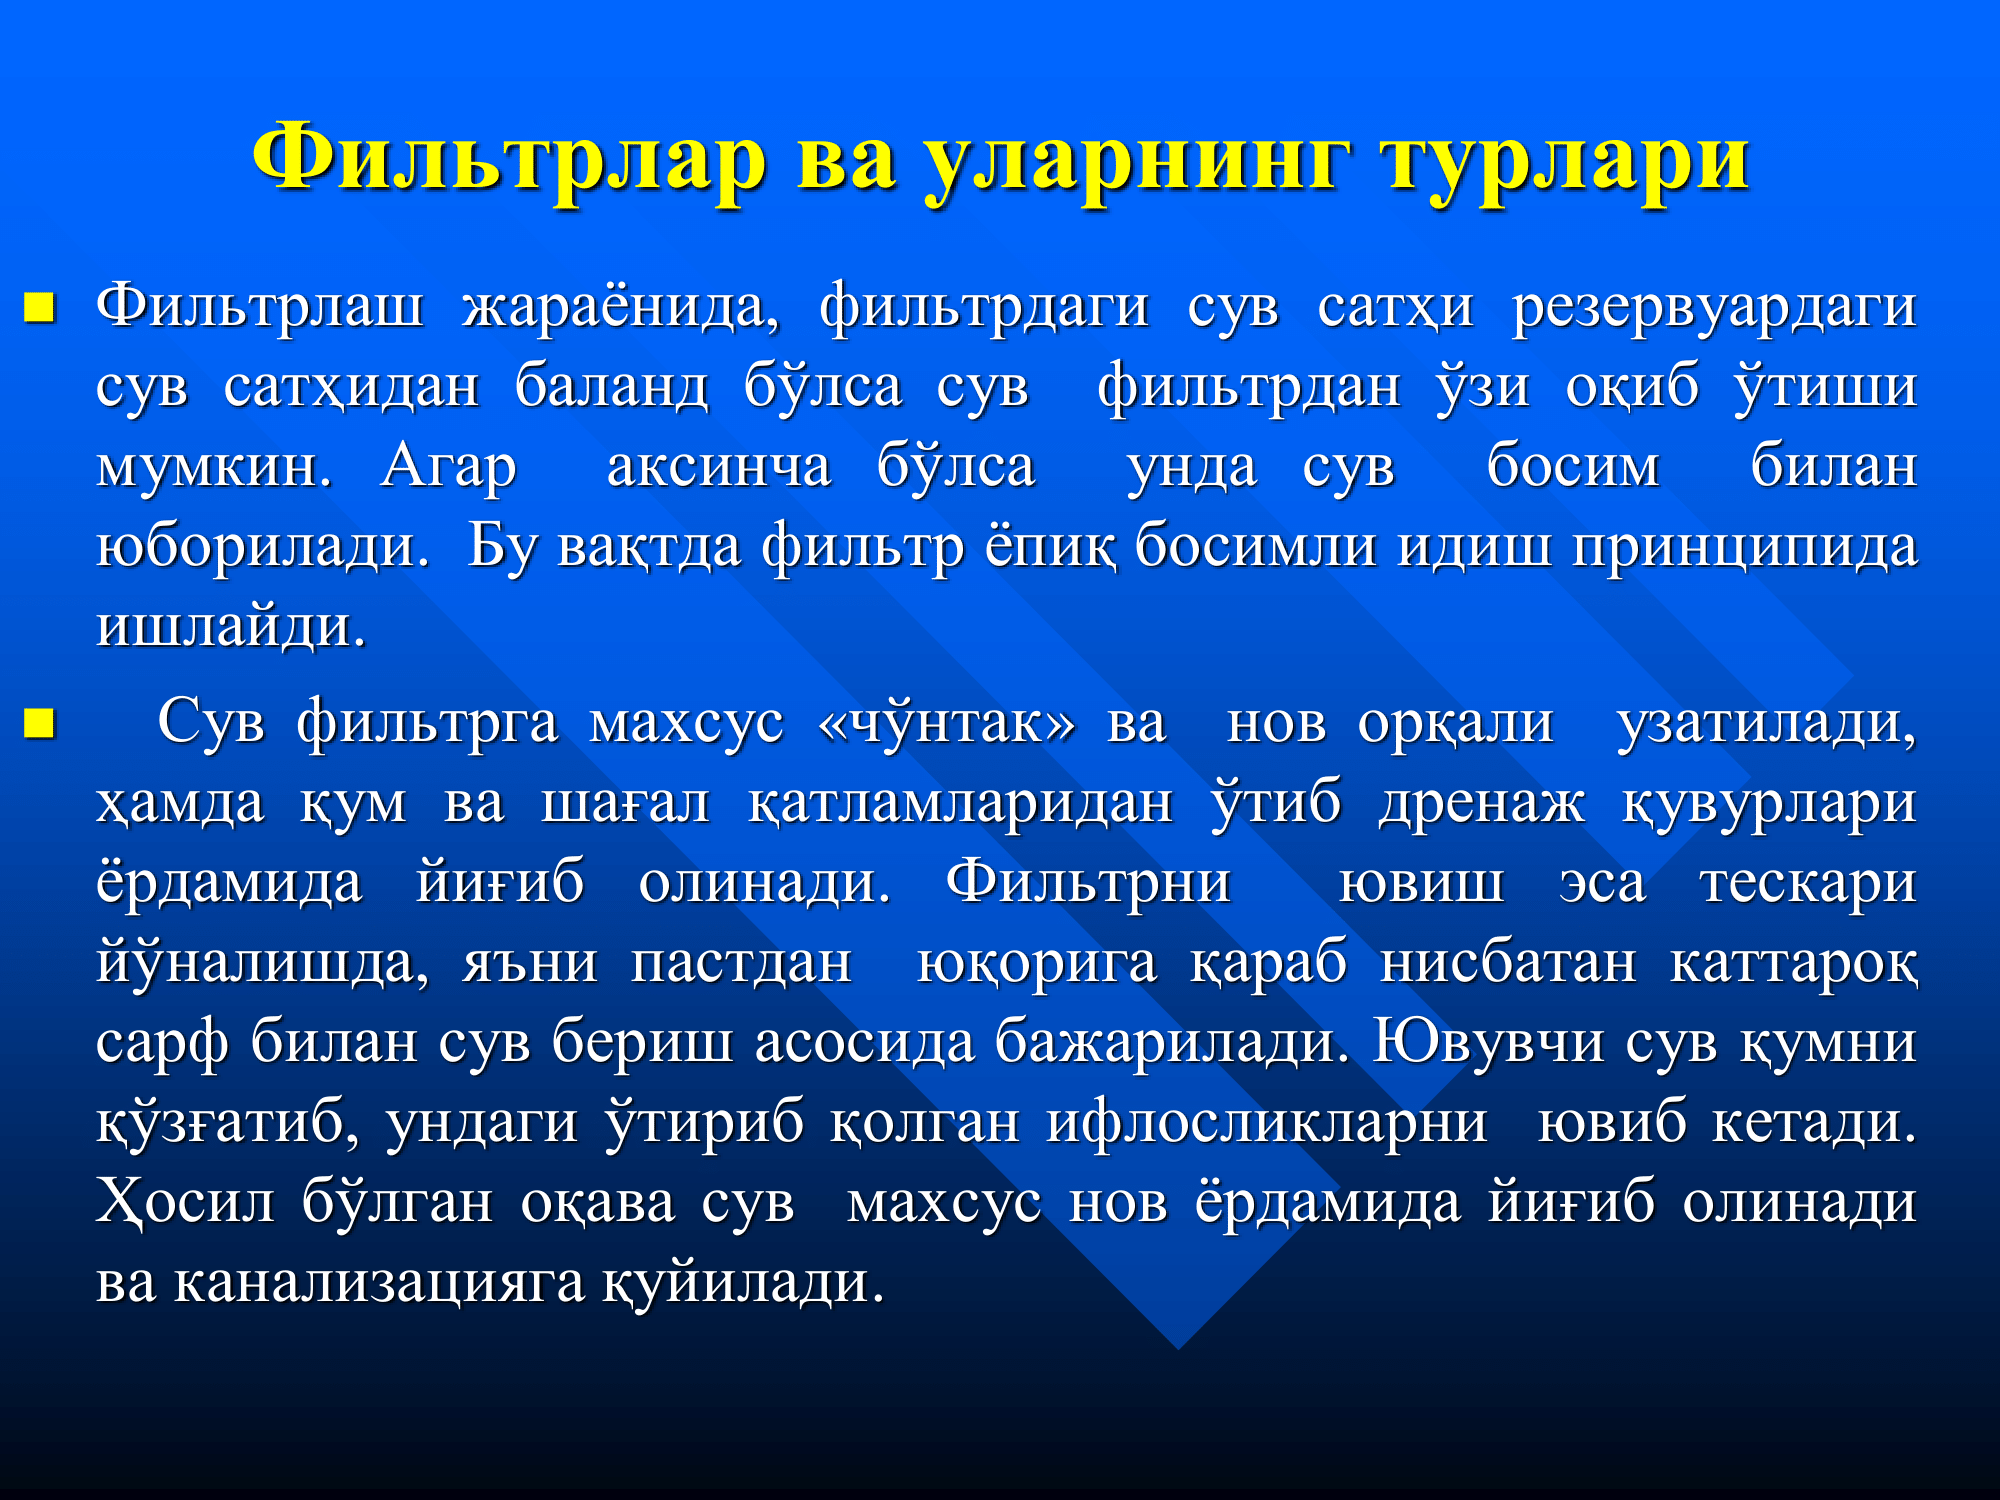 Фильтрлар ва уларнинг турлари
Фильтрлаш жараёнида, фильтрдаги сув сатҳи резервуардаги
сув сатҳидан баланд бўлса сув фильтрдан ўзи оқиб ўтиши
мумкин. Агар аксинча бўлса унда сув босим билан
юборилади. Бу вақтда фильтр ёпиқ босимли идиш принципида
ишлайди.
Сув фильтрга махсус «чўнтак» ва нов орқали узатилади,
ҳамда қум ва шағал қатламларидан ўтиб дренаж қувурлари
ёрдамида йиғиб олинади. Фильтрни ювиш эса тескари
йўналишда, яъни пастдан юқорига қараб нисбатан каттароқ
сарф билан сув бериш асосида бажарилади. Ювувчи сув қумни
қўзғатиб, ундаги ўтириб қолган ифлосликларни ювиб кетади.
Ҳосил бўлган оқава сув махсус нов ёрдамида йиғиб олинади
ва канализацияга қуйилади.